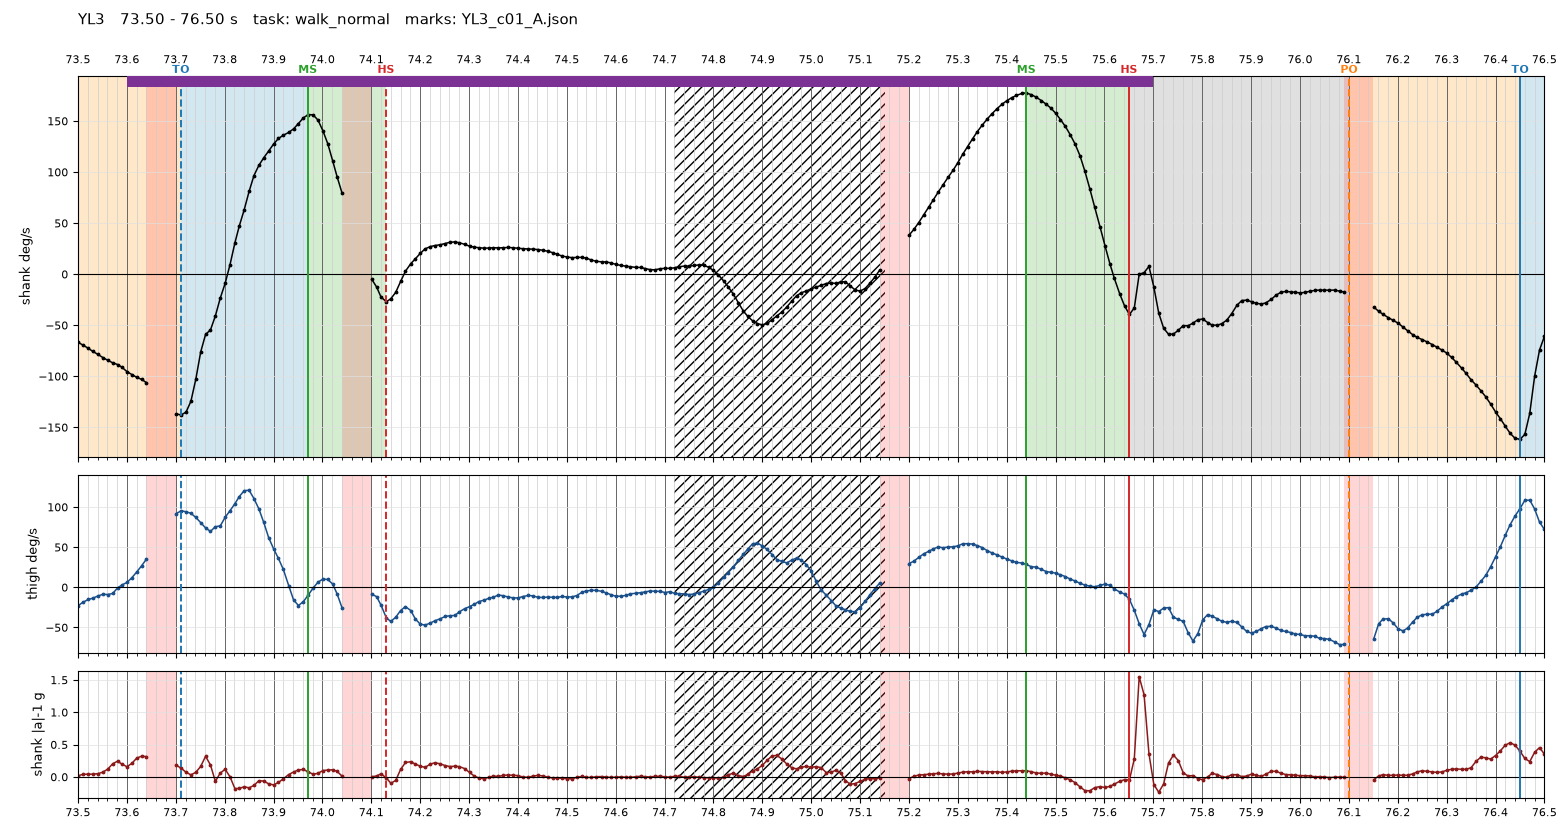 YL3   73.50 - 76.50 s   task: walk_normal   marks: YL3_c01_A.json
73.5 73.6 73.7 73.8 73.9 74.0 74.1 74.2 74.3 74.4 74.5 74.6 74.7 74.8 74.9 75.0 75.1 75.2 75.3 75.4 75.5 75.6 75.7 75.8 75.9 76.0 76.1 76.2 76.3 76.4 76.5
TO MS HS MS HS PO TO
150
100
50
0
−50
−100
−150
shank deg/s
100
50
0
−50
thigh deg/s
1.5
1.0
0.5
0.0
shank |a|-1 g
73.5 73.6 73.7 73.8 73.9 74.0 74.1 74.2 74.3 74.4 74.5 74.6 74.7 74.8 74.9 75.0 75.1 75.2 75.3 75.4 75.5 75.6 75.7 75.8 75.9 76.0 76.1 76.2 76.3 76.4 76.5